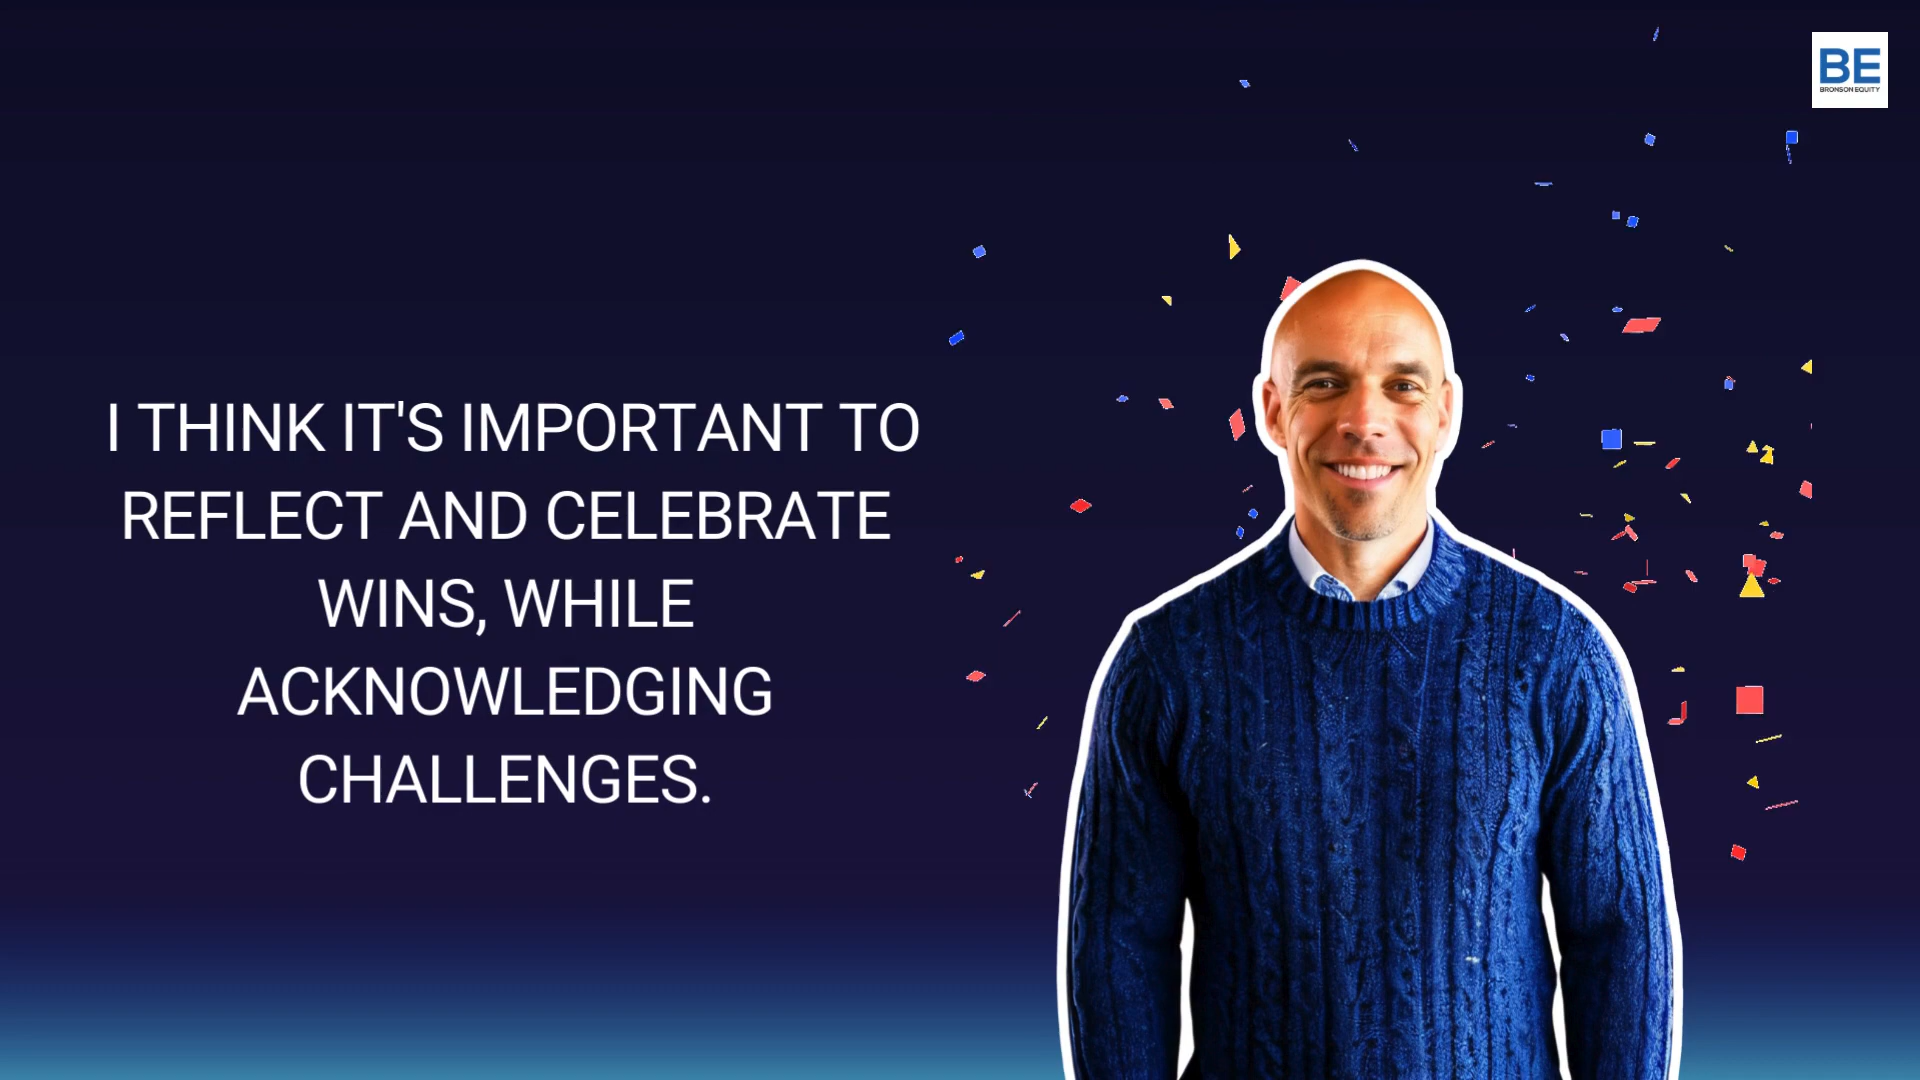 BE
BRONSON EQUITY
I THINK IT'S IMPORTANT TO
REFLECT AND CELEBRATE
WINS, WHILE
ACKNOWLEDGING
CHALLENGES.